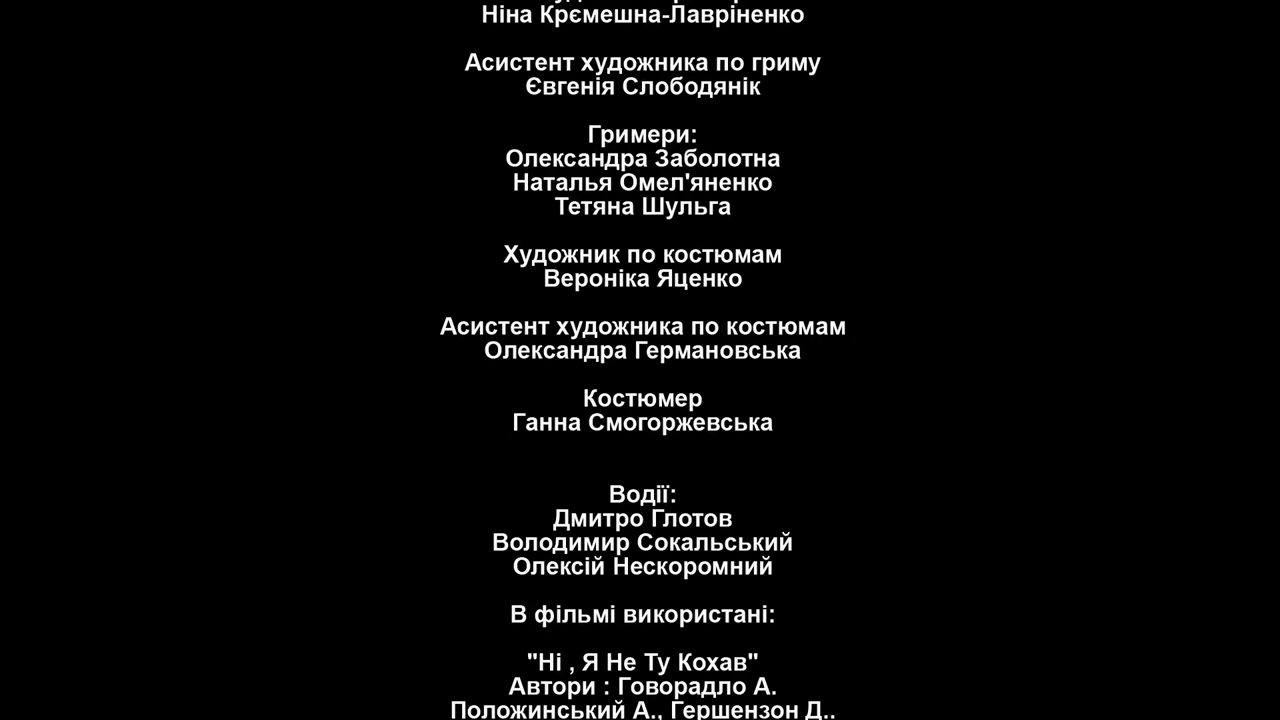 Ніна Крємешна-Лавріненко
Асистент художника по гриму
Євгенія Слободянік
Гримери:
Олександра Заболотна
Наталья Омел'яненко
Тетяна Шульга
Художник по костюмам
Вероніка Яценко
Асистент художника по костюмам
Олександра Германовська
Костюмер
Ганна Смогоржевська
Водії:
Дмитро Глотов
Володимир Сокальський
Олексій Нескоромний
В фільмі використані:
"Ні , Я Не Ту Кохав"
Автори : Говорадло А.
Положинський А., Гершензон Д..